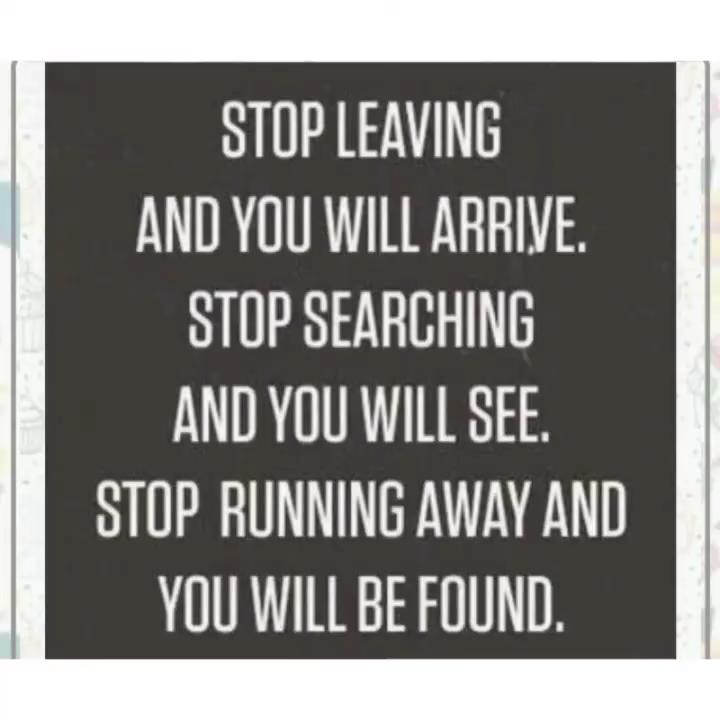 STOP LEAVING
AND YOU WILL ARRIVE.
STOP SEARCHING
AND YOU WILL SEE.
STOP RUNNING AWAY AND
YOU WILL BE FOUND.